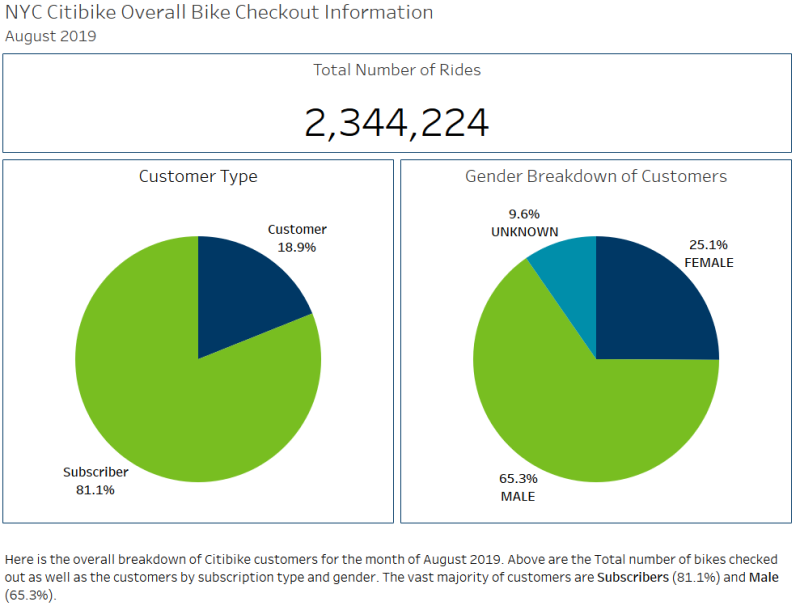 NYC Citibike Overall Bike Checkout Information
August 2019
Total Number of Rides
2,344,224
Customer Type
Customer
18.9%
Subscriber
81.1%
Gender Breakdown of Customers
9.6%
UNKNOWN
25.1%
FEMALE
65.3%
MALE
Here is the overall breakdown of Citibike customers for the month of August 2019. Above are the Total number of bikes checked
out as well as the customers by subscription type and gender. The vast majority of customers are Subscribers (81.1%) and Male
(65.3%).